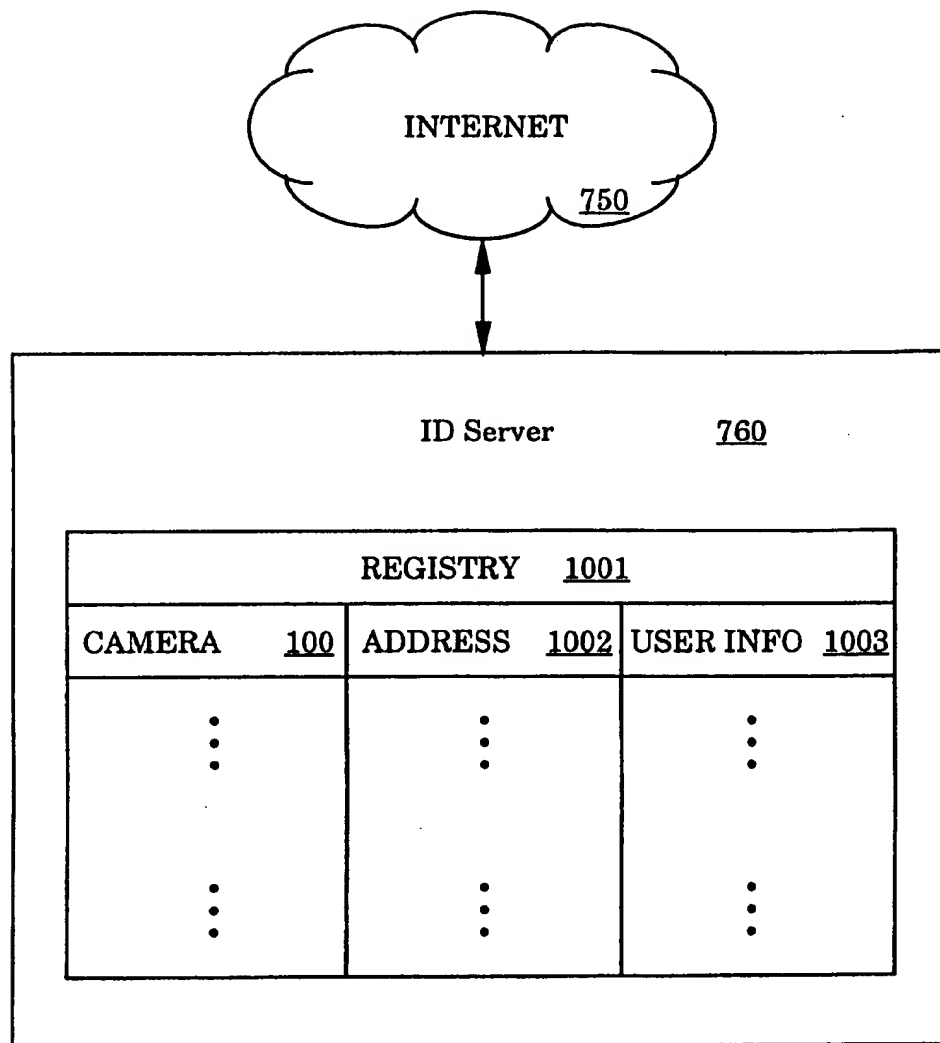 INTERNET
750
ID Server 760
REGISTRY 1001
CAMERA 100 ADDRESS 1002 USER INFO 1003